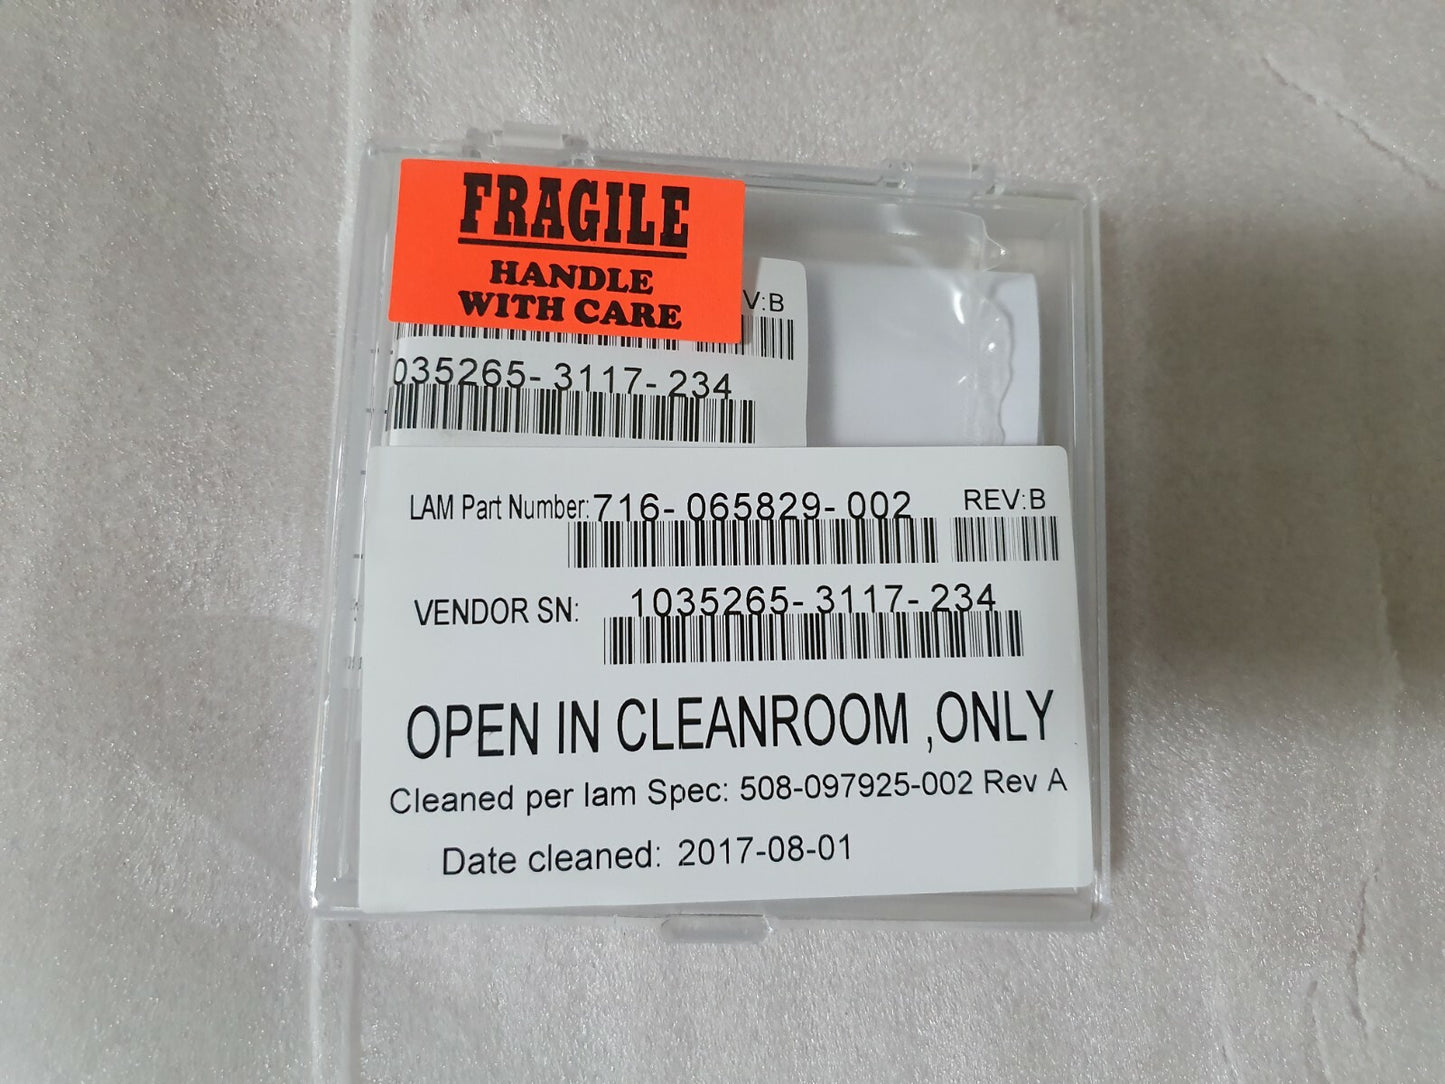 FRAGILE
HANDLE
WITH CARE
V:B
035265-3117-234
LAM Part Number: 716-065829-002 REV:B
VENDOR SN: 1035265-3117-234
OPEN IN CLEANROOM ,ONLY
Cleaned per lam Spec: 508-097925-002 Rev A
Date cleaned: 2017-08-01